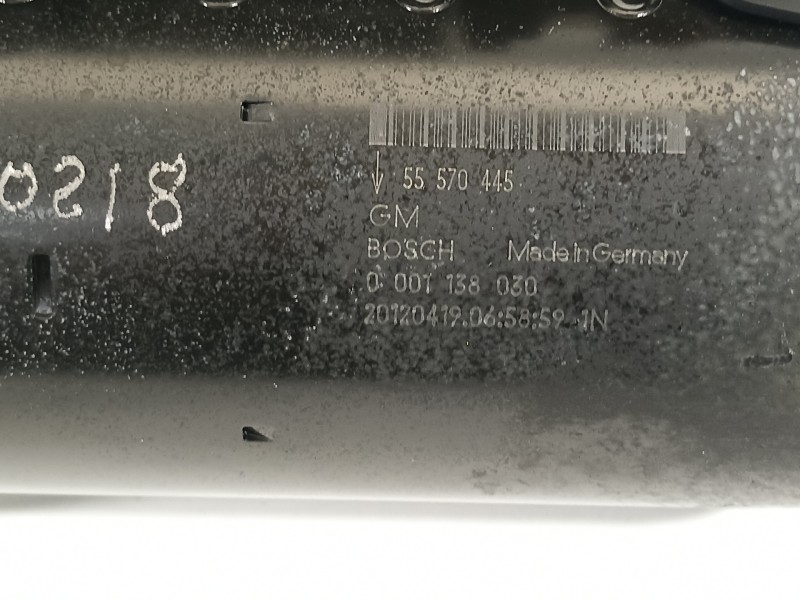 0218
55 570 445
GM
BOSCH Made in Germany
0 001 138 030
20120419.06:58:59 1N